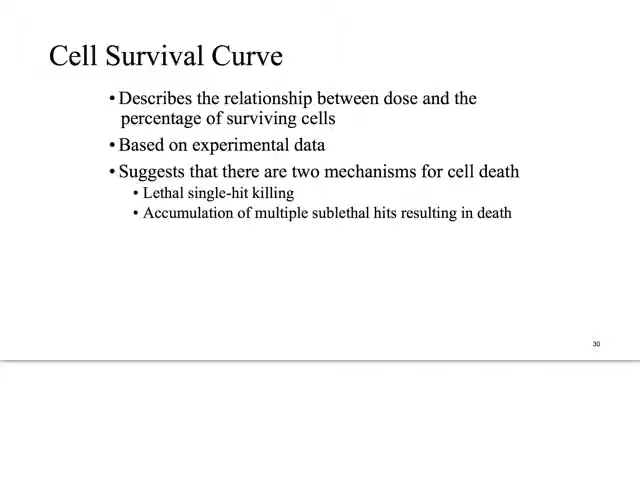 Cell Survival Curve
• Describes the relationship between dose and the
percentage of surviving cells
• Based on experimental data
• Suggests that there are two mechanisms for cell death
• Lethal single-hit killing
• Accumulation of multiple sublethal hits resulting in death
30